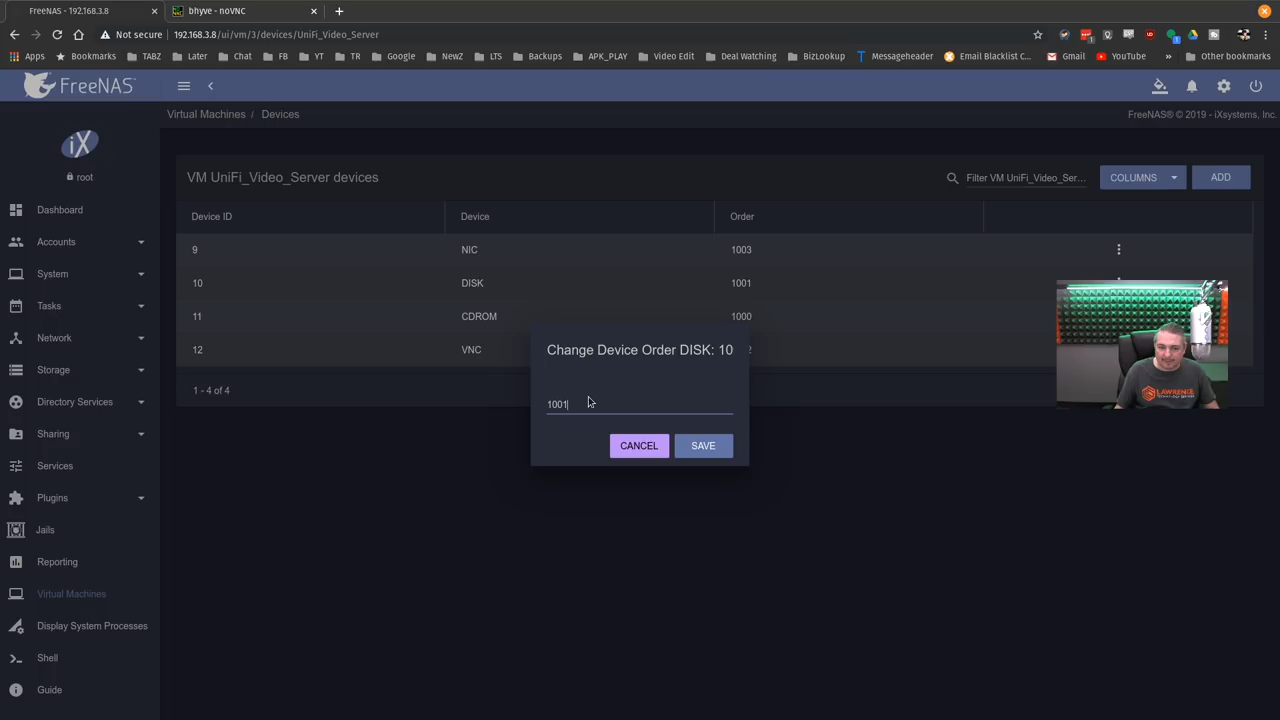 FreeNAS - 192.168.3.8
bhyve - noVNC
Not secure 192.168.3.8/ui/vm/3/devices/UniFi_Video_Server
Apps Bookmarks TABZ Later Chat FB YT TR Google NewZ LTS Backups APK_PLAY Video Edit Deal Watching BizLookup Messageheader Email Blacklist C Gmail YouTube » Other bookmarks
FreeNAS®
Virtual Machines / Devices
FreeNAS® © 2019 - iXsystems, Inc.
iX
root
VM UniFi_Video_Server devices
Filter VM UniFi_Video_Ser...
COLUMNS
ADD
Device ID Device Order
9 NIC 1003
10 DISK 1001
11 CDROM 1000
12 VNC 2
1 - 4 of 4
Change Device Order DISK: 10
1001
CANCEL SAVE
Dashboard
Accounts
System
Tasks
Network
Storage
Directory Services
Sharing
Services
Plugins
Jails
Reporting
Virtual Machines
Display System Processes
Shell
Guide
LAWRENCE